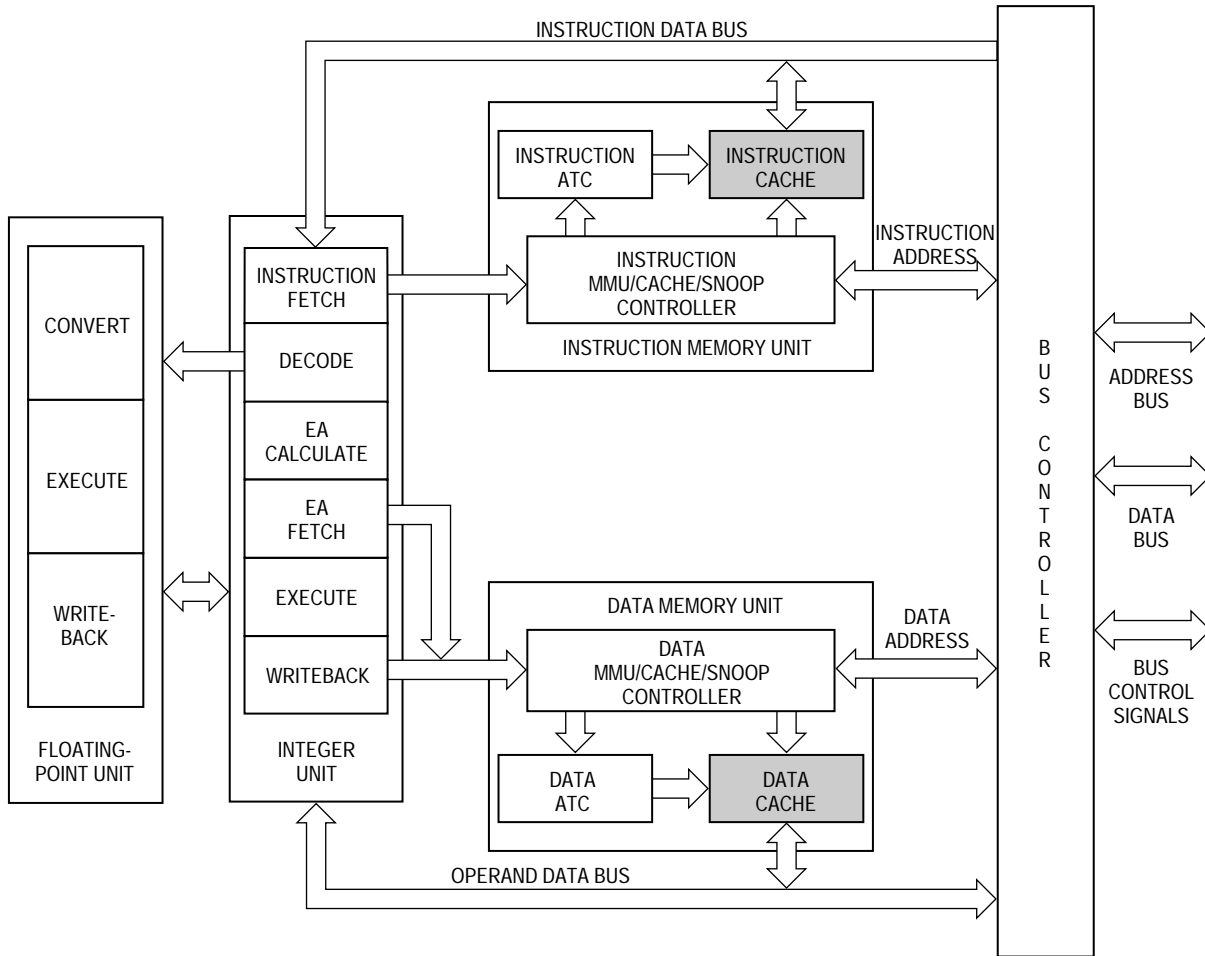 INSTRUCTION DATA BUS
INSTRUCTION
ATC
INSTRUCTION
CACHE
INSTRUCTION
MMU/CACHE/SNOOP
CONTROLLER
INSTRUCTION MEMORY UNIT
INSTRUCTION
ADDRESS
CONVERT
EXECUTE
WRITE-
BACK
FLOATING-
POINT UNIT
INSTRUCTION
FETCH
DECODE
EA
CALCULATE
EA
FETCH
EXECUTE
WRITEBACK
INTEGER
UNIT
DATA MEMORY UNIT
DATA
MMU/CACHE/SNOOP
CONTROLLER
DATA
ATC
DATA
CACHE
DATA
ADDRESS
OPERAND DATA BUS
BUS CONTROLLER
ADDRESS
BUS
DATA
BUS
BUS
CONTROL
SIGNALS